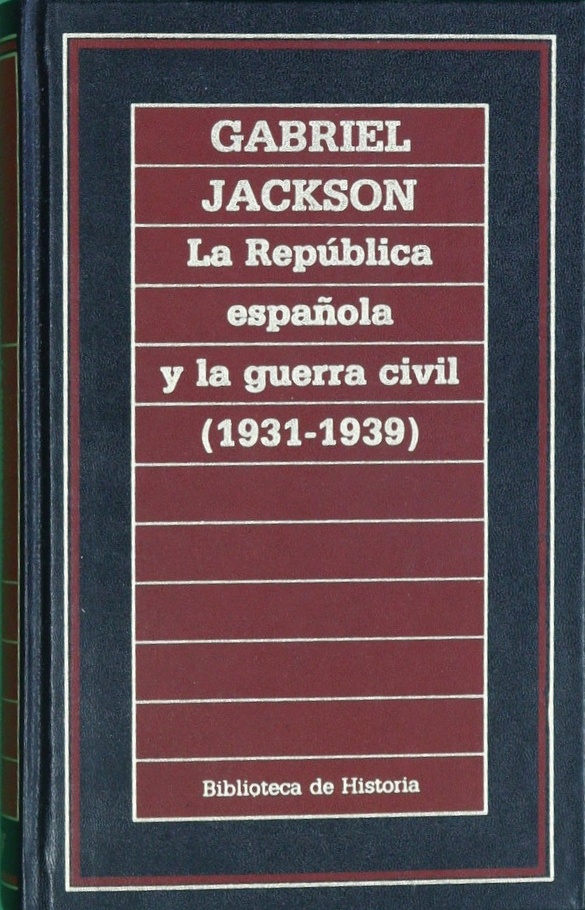 GABRIEL
JACKSON
La República
española
y la guerra civil
(1931-1939)
Biblioteca de Historia